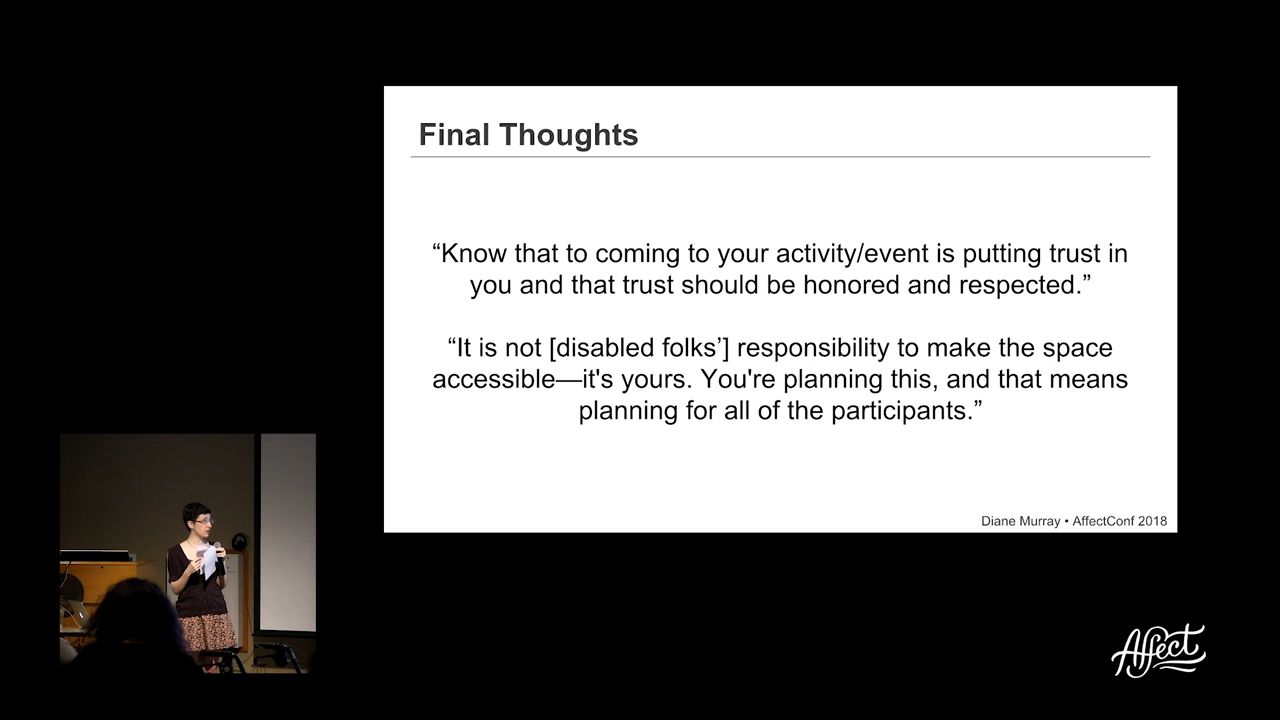 Final Thoughts
“Know that to coming to your activity/event is putting trust in
you and that trust should be honored and respected.”
“It is not [disabled folks’] responsibility to make the space
accessible—it's yours. You're planning this, and that means
planning for all of the participants.”
Diane Murray • AffectConf 2018
Affect